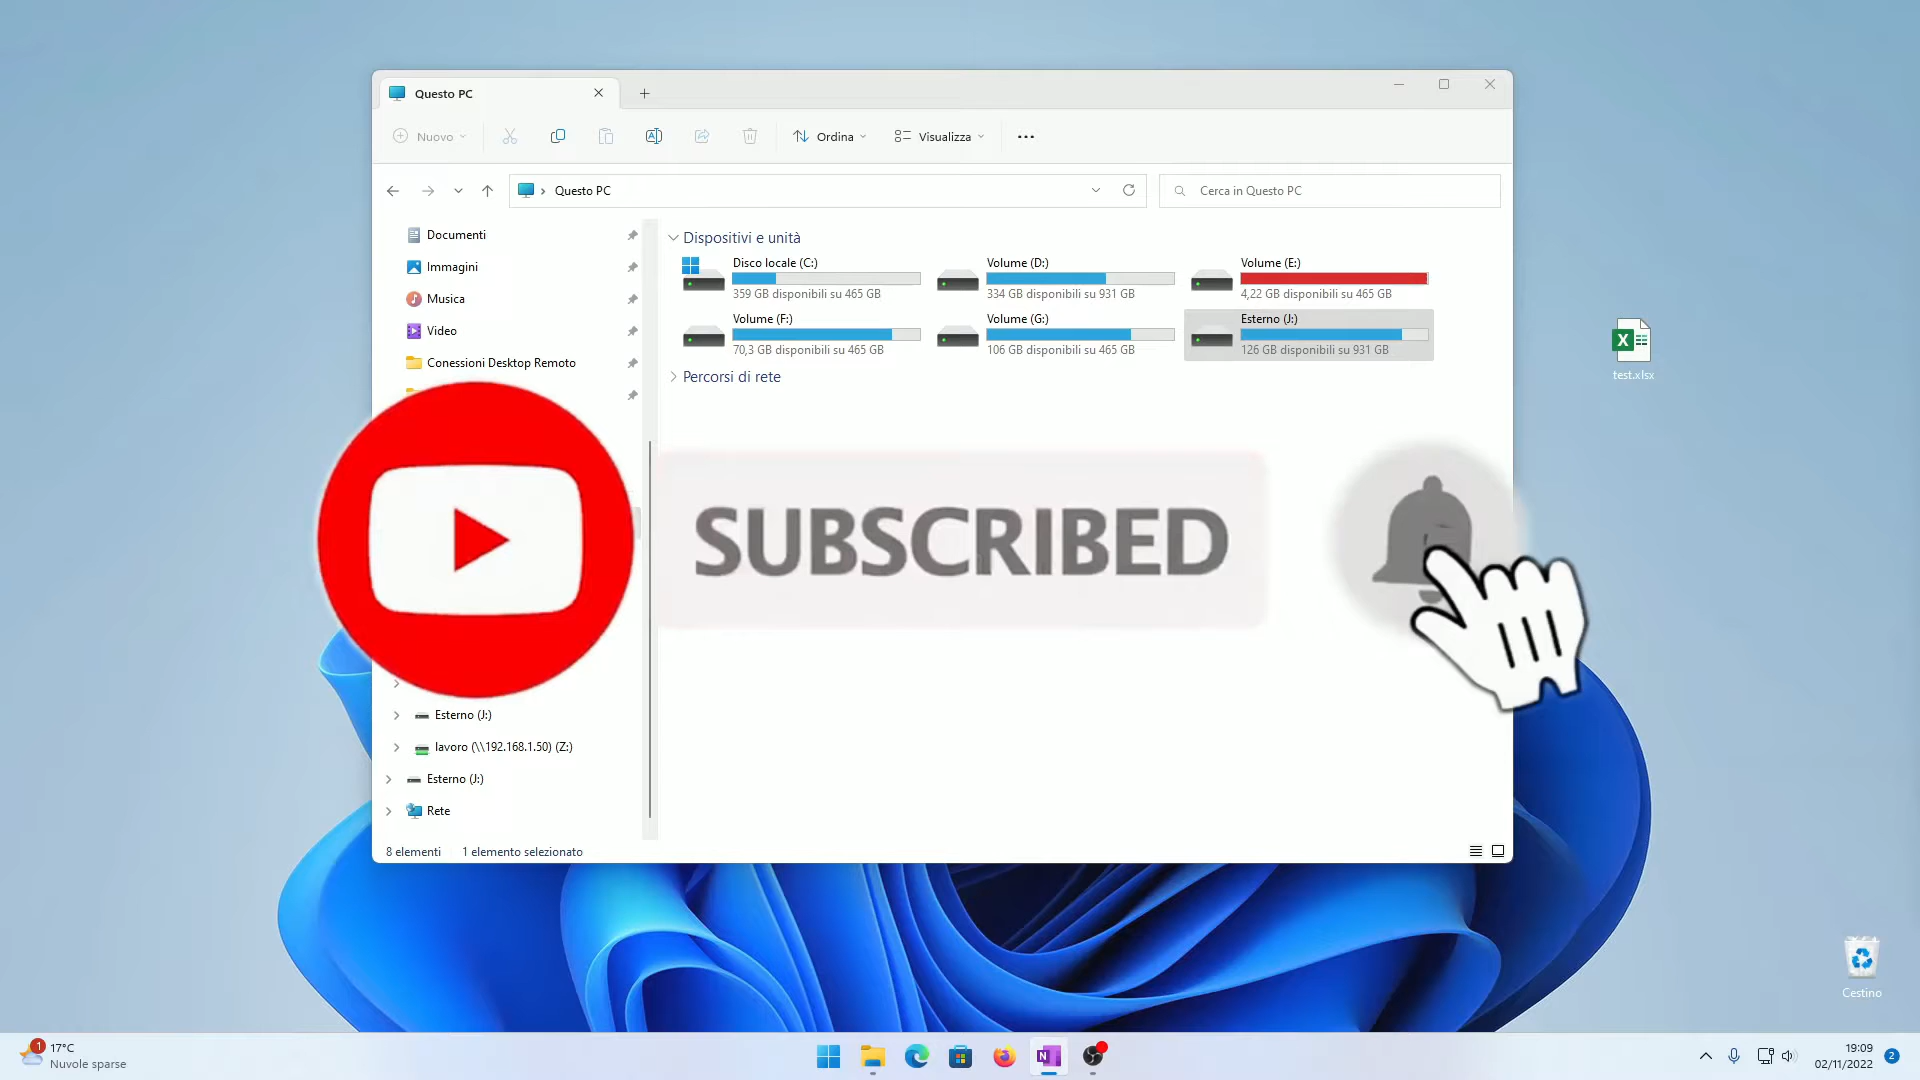 Questo PC
Nuovo
Ordina
Visualizza
Questo PC
Cerca in Questo PC
Documenti
Immagini
Musica
Video
Conessioni Desktop Remoto
Dispositivi e unità
Disco locale (C:)
359 GB disponibili su 465 GB
Volume (D:)
334 GB disponibili su 931 GB
Volume (E:)
4,22 GB disponibili su 465 GB
Volume (F:)
70,3 GB disponibili su 465 GB
Volume (G:)
106 GB disponibili su 465 GB
Esterno (J:)
126 GB disponibili su 931 GB
Percorsi di rete
test.xlsx
SUBSCRIBED
Esterno (J:)
lavoro (\\192.168.1.50) (Z:)
Esterno (J:)
Rete
8 elementi
1 elemento selezionato
Cestino
1
17°C
Nuvole sparse
19:09
02/11/2022
2